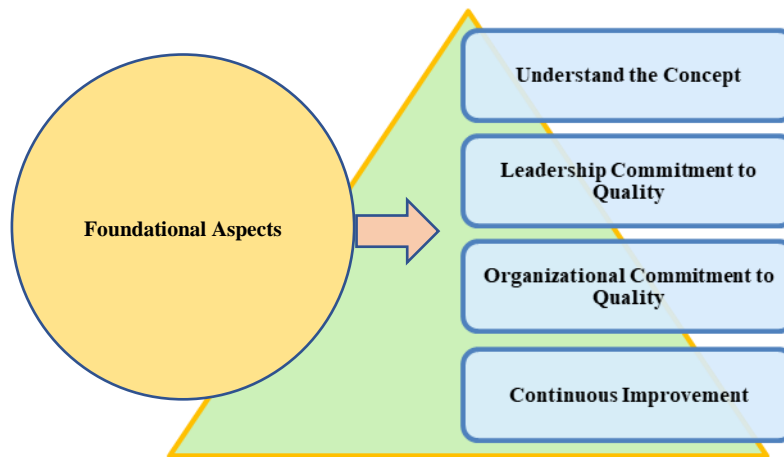 Foundational Aspects
Understand the Concept
Leadership Commitment to
Quality
Organizational Commitment to
Quality
Continuous Improvement